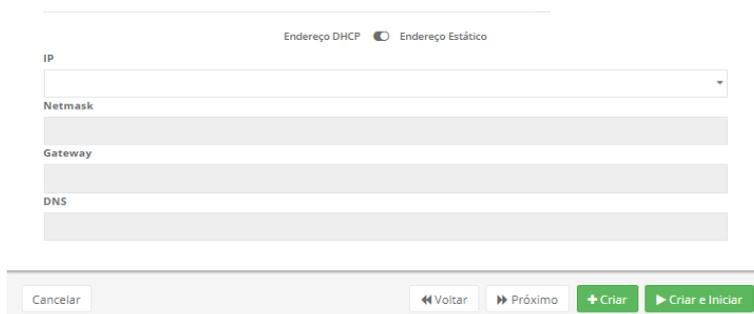 Endereço DHCP Endereço Estático
IP
Netmask
Gateway
DNS
Cancelar Voltar Próximo Criar Criar e Iniciar